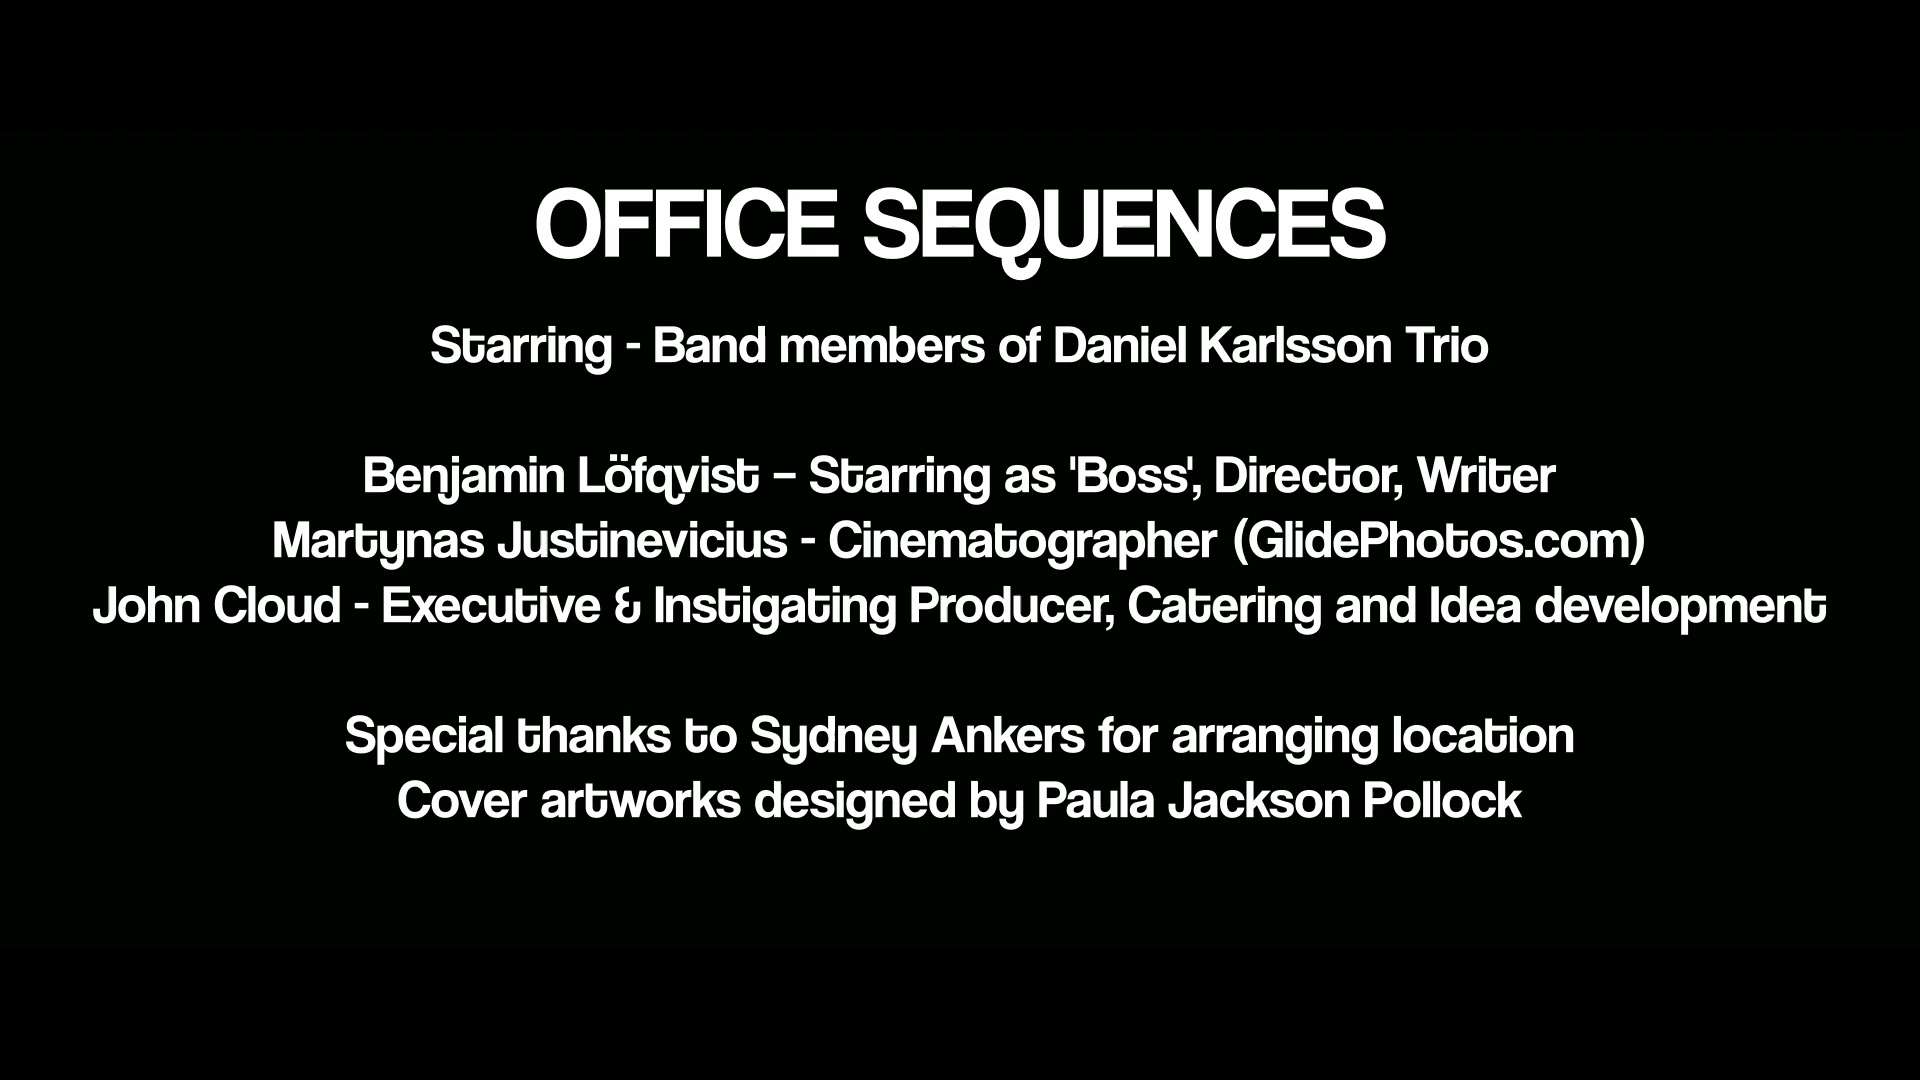 OFFICE SEQUENCES
Starring - Band members of Daniel Karlsson Trio
Benjamin Löfqvist – Starring as 'Boss', Director, Writer
Martynas Justinevicius - Cinematographer (GlidePhotos.com)
John Cloud - Executive & Instigating Producer, Catering and Idea development
Special thanks to Sydney Ankers for arranging location
Cover artworks designed by Paula Jackson Pollock